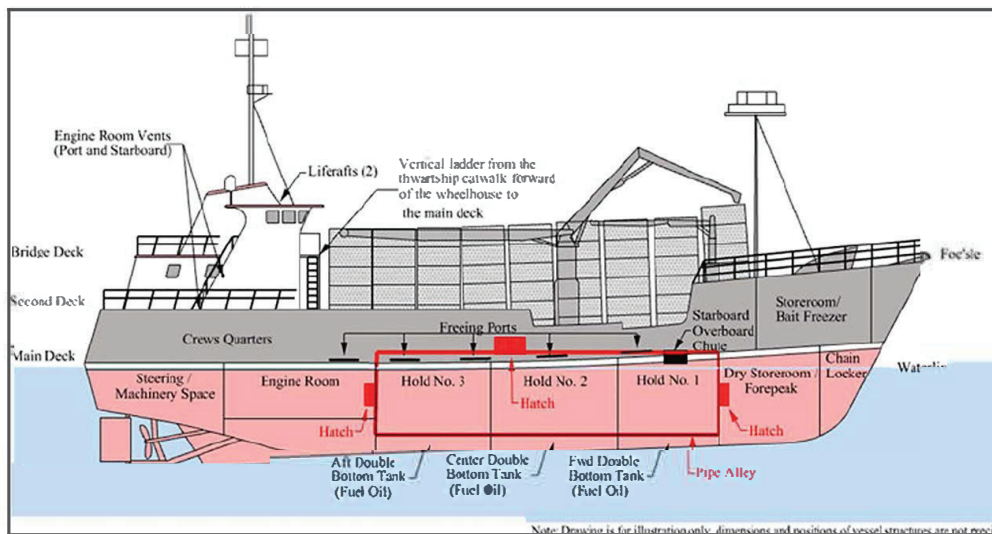 Engine Room Vents
(Port and Starboard)
Liferafts (2)
Vertical ladder from the
thwartship catwalk forward
of the wheelhouse to
the main deck
Bridge Deck
Foc'sle
Second Deck
Storeroom/
Bait Freezer
Starboard
Overboard
Chute
Freeing Ports
Crews Quarters
Main Deck
Chain
Locker
Steering /
Machinery Space
Engine Room
Hold No. 3
Hold No. 2
Hold No. 1
Dry Storeroom /
Forepeak
Hatch
Hatch
Hatch
Aft Double
Bottom Tank
(Fuel Oil)
Center Double
Bottom Tank
(Fuel Oil)
Fwd Double
Bottom Tank
(Fuel Oil)
Pipe Alley
Note: Drawing is for illustration only, dimensions and positions of vessel structures are not